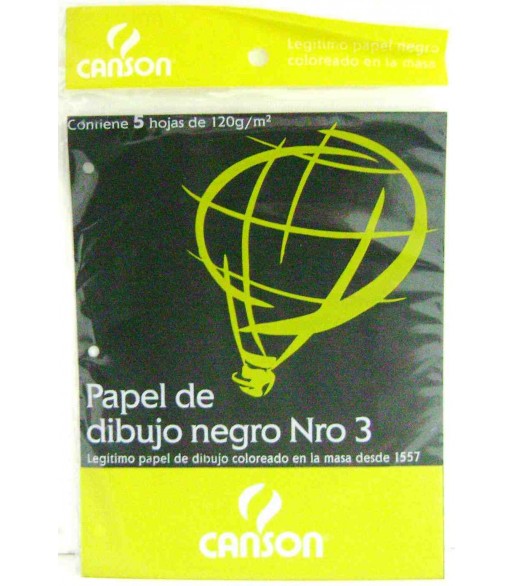 CANSON
Legítimo papel negro
coloreado en la masa
Contiene 5 hojas de 120g/m²
Papel de
dibujo negro Nro 3
Legítimo papel de dibujo coloreado en la masa desde 1557
CANSON